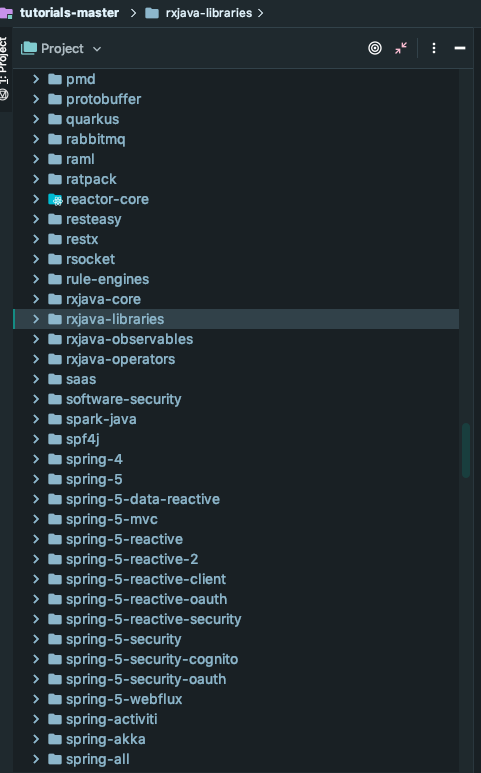 tutorials-master > rxjava-libraries >
1: Project
Project
pmd
protobuffer
quarkus
rabbitmq
raml
ratpack
reactor-core
resteasy
restx
rsocket
rule-engines
rxjava-core
rxjava-libraries
rxjava-observables
rxjava-operators
saas
software-security
spark-java
spf4j
spring-4
spring-5
spring-5-data-reactive
spring-5-mvc
spring-5-reactive
spring-5-reactive-2
spring-5-reactive-client
spring-5-reactive-oauth
spring-5-reactive-security
spring-5-security
spring-5-security-cognito
spring-5-security-oauth
spring-5-webflux
spring-activiti
spring-akka
spring-all